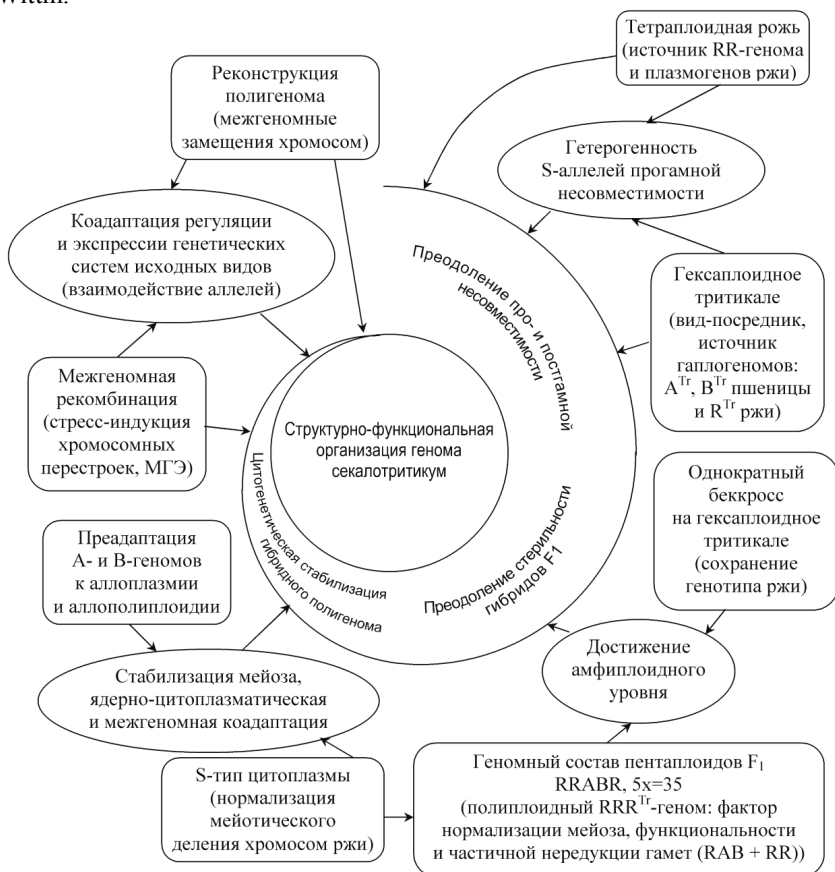 Тетраплоидная рожь
(источник RR-генома
и плазмогенов ржи)
Реконструкция
полигенома
(межгеномные
замещения хромосом)
Гетерогенность
S-аллелей прогамной
несовместимости
Коадаптация регуляции
и экспрессии генетических
систем исходных видов
(взаимодействие аллелей)
Преодоление про- и постгамной
несовместимости
Гексаплоидное
тритикале
(вид-посредник,
источник
гаплогеномов:
A^Tr, B^Tr пшеницы
и R^Tr ржи)
Межгеномная
рекомбинация
(стресс-индукция
хромосомных
перестроек, МГЭ)
Структурно-функциональная
организация генома
секалотритикум
Однократный
беккросс
на гексаплоидное
тритикале
(сохранение
генотипа ржи)
Цитогенетическая стабилизация
гибридного полигенома
Преодоление стерильности
гибридов F1
Преадаптация
А- и В-геномов
к аллоплазмии
и аллополиплоидии
Достижение
амфиплоидного
уровня
Стабилизация мейоза,
ядерно-цитоплазматическая
и межгеномная коадаптация
S-тип цитоплазмы
(нормализация
мейотического
деления хромосом ржи)
Геномный состав пентаплоидов F₁
RRABR, 5x=35
(полиплоидный RRR^Tr-геном: фактор
нормализации мейоза, функциональности
и частичной нередукции гамет (RAB + RR))